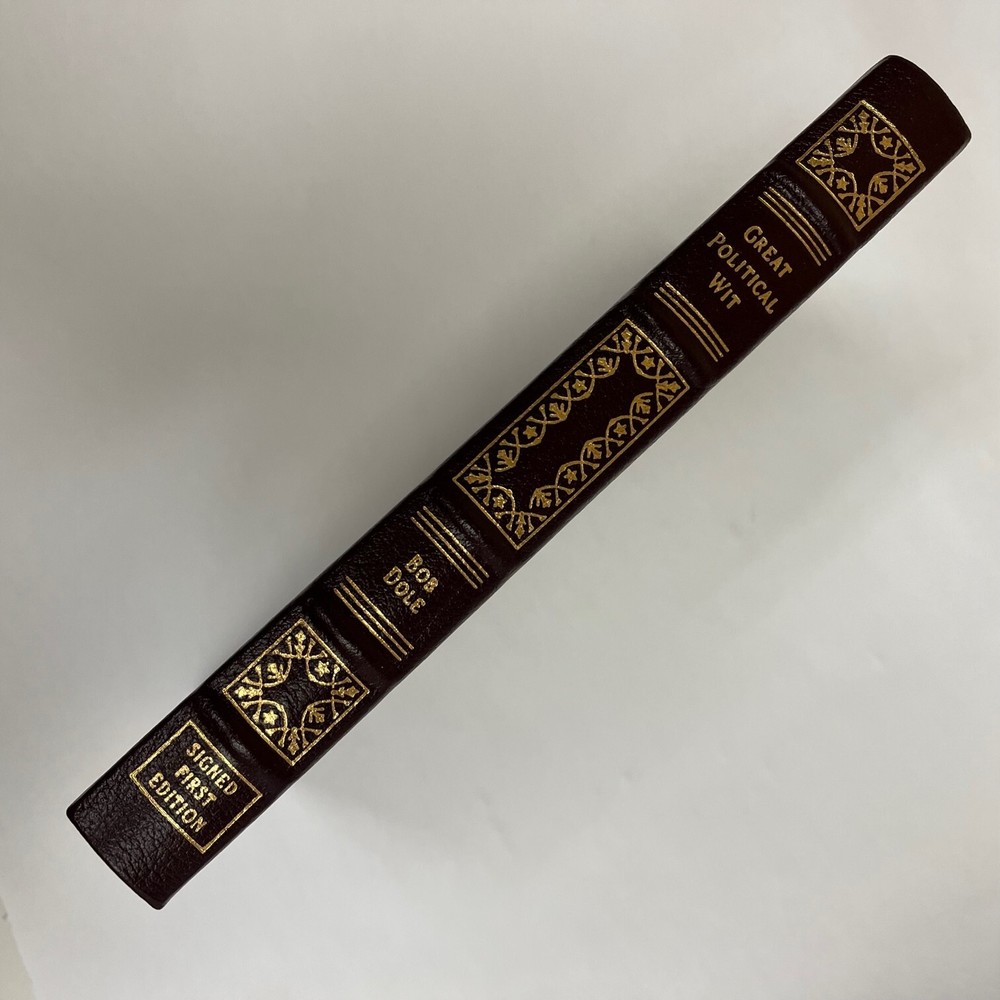 GREAT
POLITICAL
WIT
BOB
DOLE
SIGNED
FIRST
EDITION